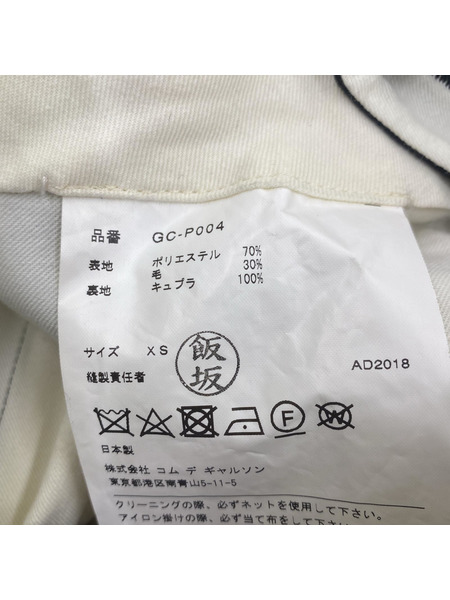 品番 GC-P004
表地 ポリエステル 70%
毛 30%
裏地 キュプラ 100%
サイズ XS
飯坂
縫製責任者
AD2018
日本製
株式会社 コム デ ギャルソン
東京都港区南青山5-11-5
クリーニングの際、必ずネットを使用して下さい。
アイロン掛けの際、必ず当て布をして下さい。